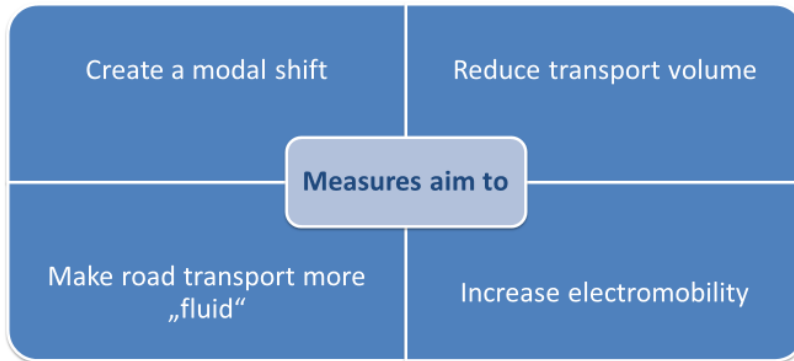 Create a modal shift
Reduce transport volume
Measures aim to
Make road transport more
„fluid“
Increase electromobility